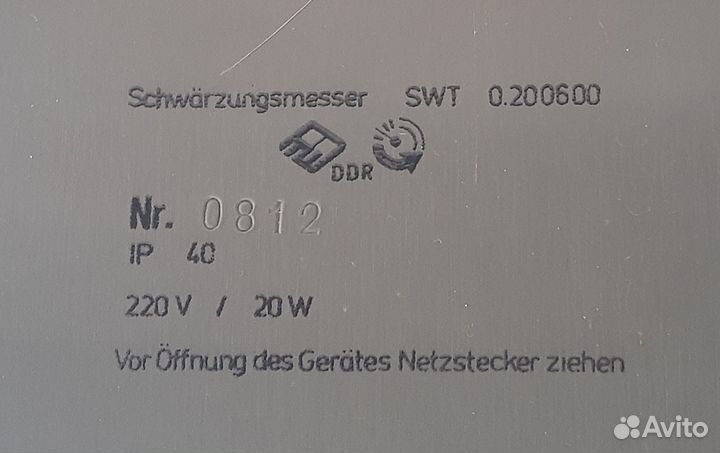 Schwärzungsmesser SWT 0.200600
DDR
Nr. 0812
IP 40
220 V / 20 W
Vor Öffnung des Gerätes Netzstecker ziehen
Avito